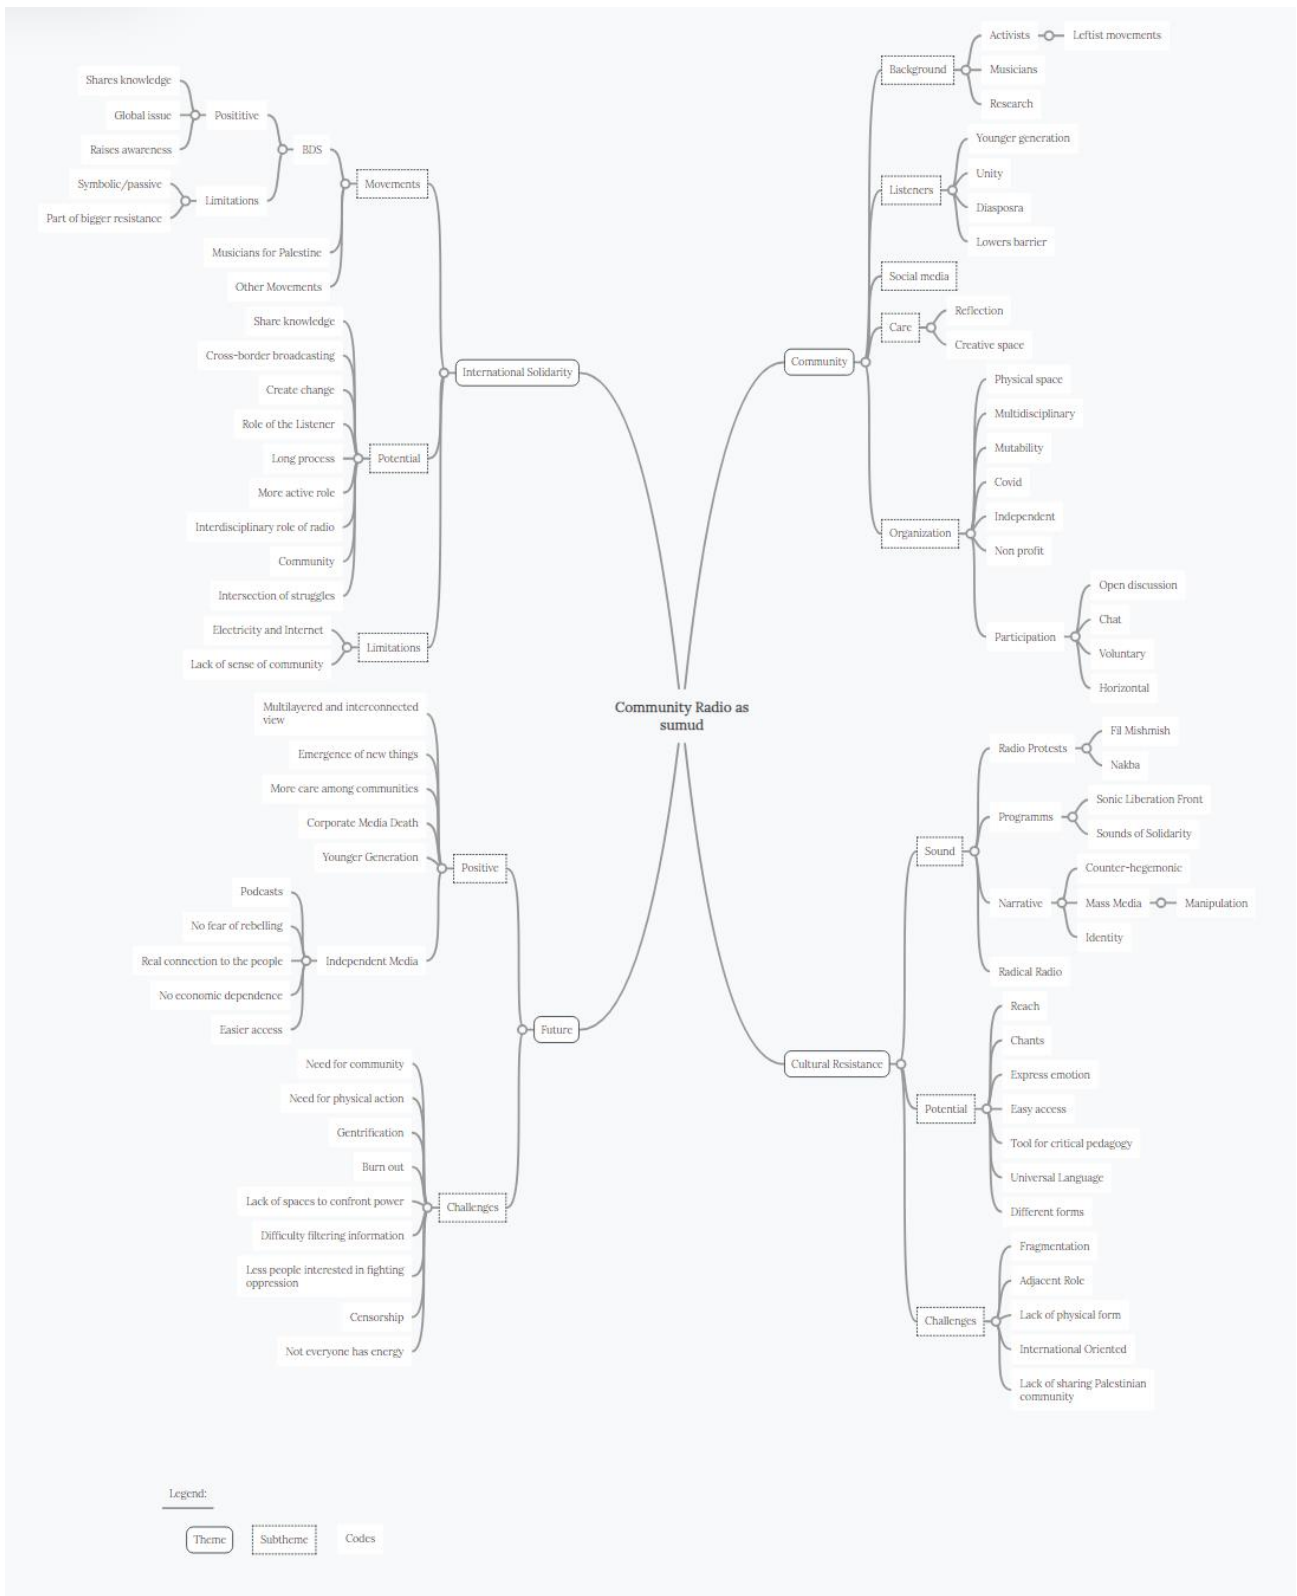 Community Radio as
sumud
International Solidarity
Movements
BDS
Posititive
Shares knowledge
Global issue
Raises awareness
Limitations
Symbolic/passive
Part of bigger resistance
Musicians for Palestine
Other Movements
Potential
Share knowledge
Cross-border broadcasting
Create change
Role of the Listener
Long process
More active role
Interdisciplinary role of radio
Community
Intersection of struggles
Limitations
Electricity and Internet
Lack of sense of community
Future
Positive
Multilayered and interconnected
view
Emergence of new things
More care among communities
Corporate Media Death
Younger Generation
Independent Media
Podcasts
No fear of rebelling
Real connection to the people
No economic dependence
Easier access
Challenges
Need for community
Need for physical action
Gentrification
Burn out
Lack of spaces to confront power
Difficulty filtering information
Less people interested in fighting
oppression
Censorship
Not everyone has energy
Community
Background
Activists
Leftist movements
Musicians
Research
Listeners
Younger generation
Unity
Diasposra
Lowers barrier
Social media
Care
Reflection
Creative space
Organization
Physical space
Multidisciplinary
Mutability
Covid
Independent
Non profit
Participation
Open discussion
Chat
Voluntary
Horizontal
Cultural Resistance
Sound
Radio Protests
Fil Mishmish
Nakba
Programms
Sonic Liberation Front
Sounds of Solidarity
Narrative
Counter-hegemonic
Mass Media
Manipulation
Identity
Radical Radio
Potential
Reach
Chants
Express emotion
Easy access
Tool for critical pedagogy
Universal Language
Different forms
Challenges
Fragmentation
Adjacent Role
Lack of physical form
International Oriented
Lack of sharing Palestinian
community
Legend:
Theme
Subtheme
Codes